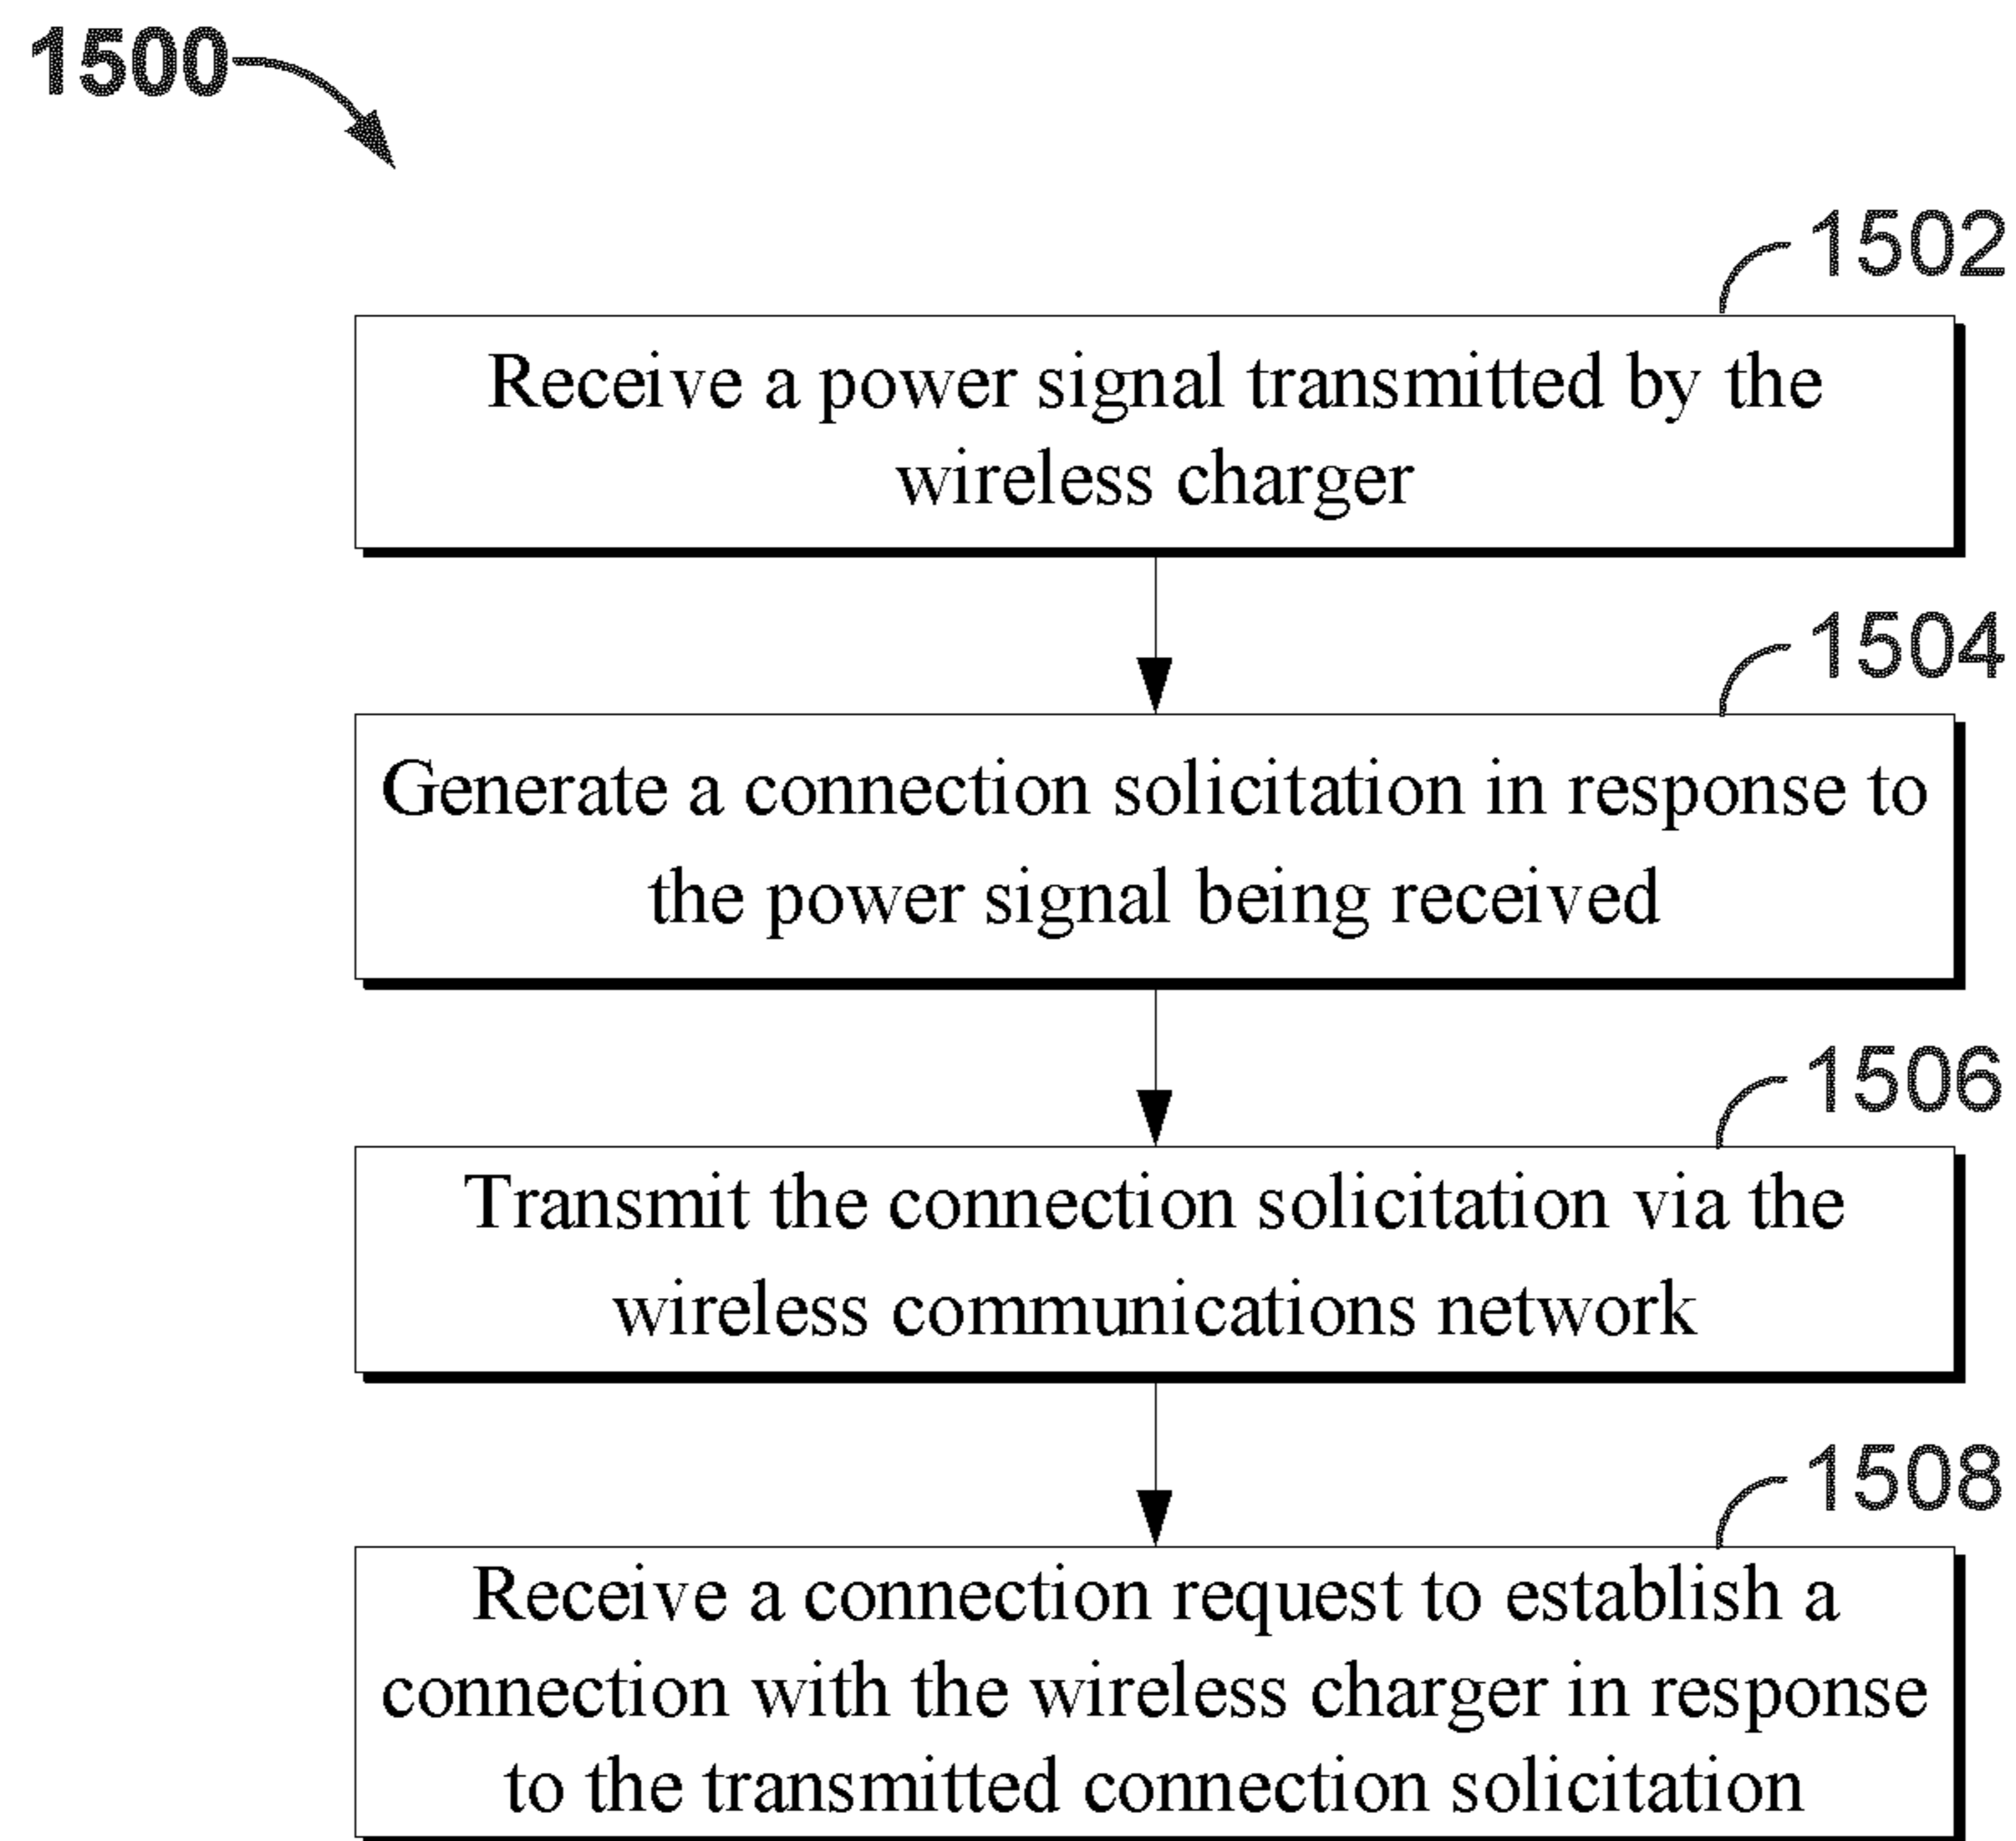 1500
1502
Receive a power signal transmitted by the
wireless charger
1504
Generate a connection solicitation in response to
the power signal being received
1506
Transmit the connection solicitation via the
wireless communications network
1508
Receive a connection request to establish a
connection with the wireless charger in response
to the transmitted connection solicitation